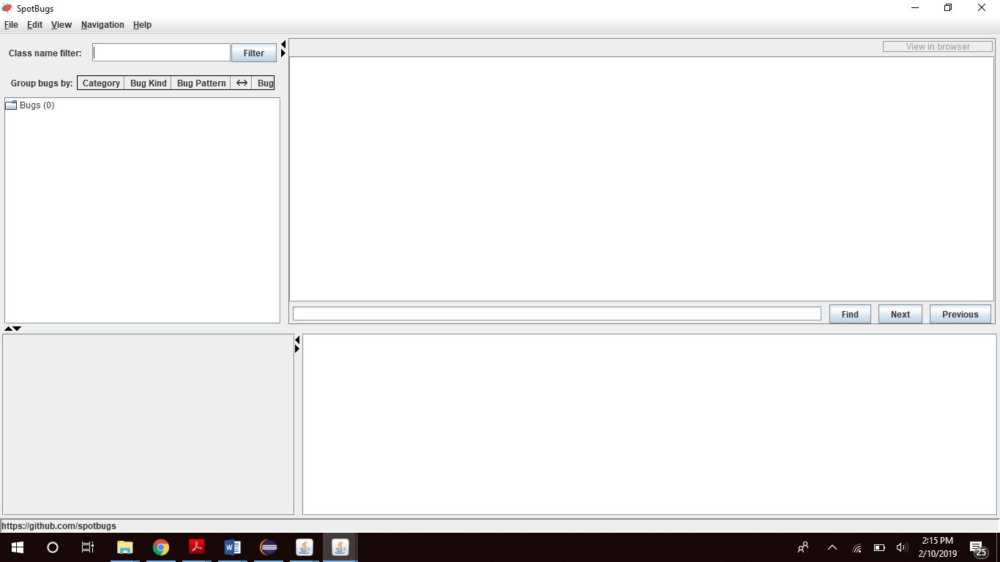 SpotBugs
File Edit View Navigation Help
Class name filter: Filter
View in browser
Group bugs by: Category Bug Kind Bug Pattern ↔ Bug
Bugs (0)
Find Next Previous
https://github.com/spotbugs
2:15 PM
2/10/2019
25